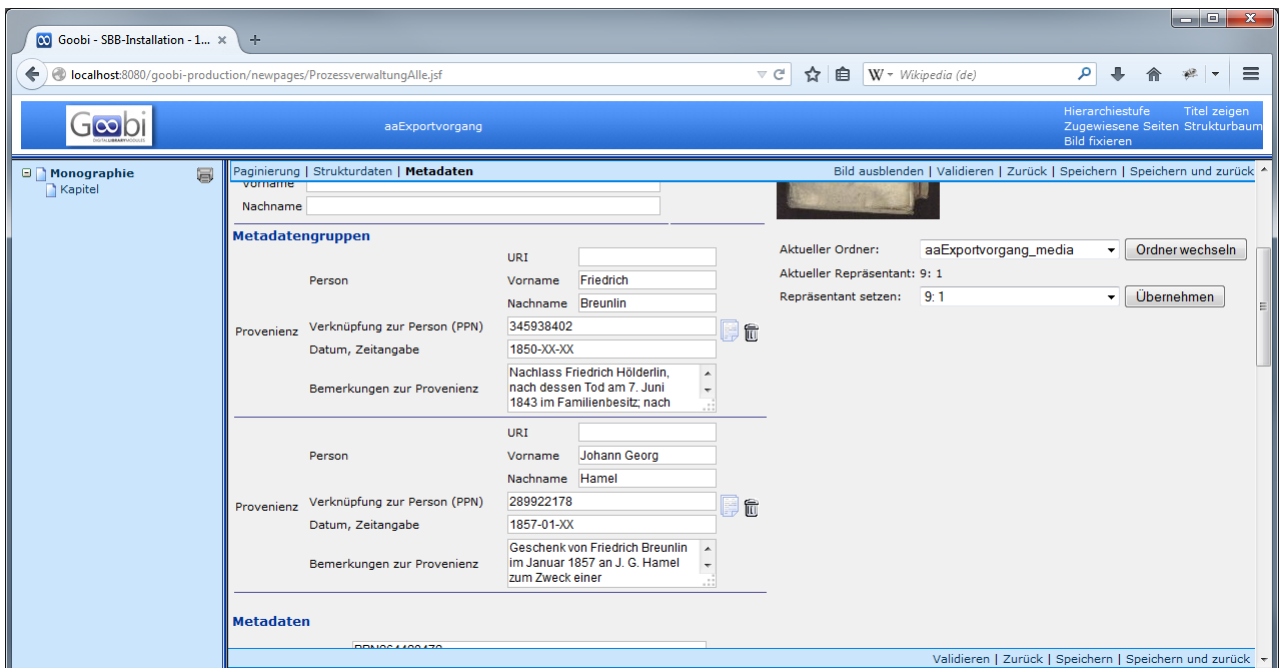 Goobi - SBB-Installation - 1... × +
localhost:8080/goobi-production/newpages/ProzessverwaltungAlle.jsf
W Wikipedia (de)
Goobi
DIGITAL LIBRARY MODULES
aaExportvorgang
Hierarchiestufe Titel zeigen
Zugewiesene Seiten Strukturbaum
Bild fixieren
Monographie
Kapitel
Paginierung | Strukturdaten | Metadaten
Bild ausblenden | Validieren | Zurück | Speichern | Speichern und zurück
Vorname
Nachname
Metadatengruppen
Provenienz
Person
URI
Vorname Friedrich
Nachname Breunlin
Verknüpfung zur Person (PPN) 345938402
Datum, Zeitangabe 1850-XX-XX
Bemerkungen zur Provenienz
Nachlass Friedrich Hölderlin,
nach dessen Tod am 7. Juni
1843 im Familienbesitz; nach
Provenienz
Person
URI
Vorname Johann Georg
Nachname Hamel
Verknüpfung zur Person (PPN) 289922178
Datum, Zeitangabe 1857-01-XX
Bemerkungen zur Provenienz
Geschenk von Friedrich Breunlin
im Januar 1857 an J. G. Hamel
zum Zweck einer
Metadaten
Aktueller Ordner: aaExportvorgang_media Ordner wechseln
Aktueller Repräsentant: 9: 1
Repräsentant setzen: 9: 1 Übernehmen
Validieren | Zurück | Speichern | Speichern und zurück